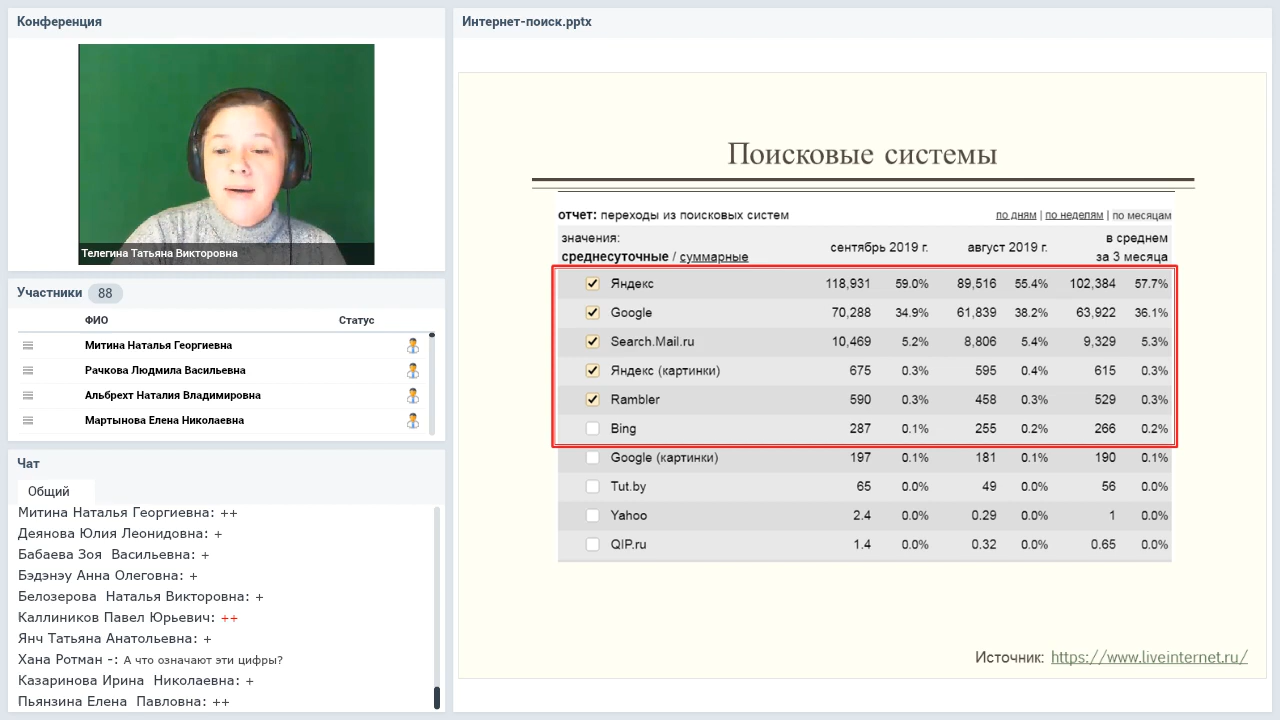 Конференция
Телегина Татьяна Викторовна
Участники 88
ФИО Статус
Митина Наталья Георгиевна
Рачкова Людмила Васильевна
Альбрехт Наталия Владимировна
Мартынова Елена Николаевна
Чат
Общий
Митина Наталья Георгиевна: ++
Деянова Юлия Леонидовна: +
Бабаева Зоя Васильевна: +
Бэдэнэу Анна Олеговна: +
Белозерова Наталья Викторовна: +
Каллиников Павел Юрьевич: ++
Янч Татьяна Анатольевна: +
Хана Ротман -: А что означают эти цифры?
Казаринова Ирина Николаевна: +
Пьянзина Елена Павловна: ++
Интернет-поиск.pptx
Поисковые системы
отчет: переходы из поисковых систем по дням | по неделям | по месяцам
значения: в среднем
среднесуточные / суммарные сентябрь 2019 г. август 2019 г. за 3 месяца
Яндекс 118,931 59.0% 89,516 55.4% 102,384 57.7%
Google 70,288 34.9% 61,839 38.2% 63,922 36.1%
Search.Mail.ru 10,469 5.2% 8,806 5.4% 9,329 5.3%
Яндекс (картинки) 675 0.3% 595 0.4% 615 0.3%
Rambler 590 0.3% 458 0.3% 529 0.3%
Bing 287 0.1% 255 0.2% 266 0.2%
Google (картинки) 197 0.1% 181 0.1% 190 0.1%
Tut.by 65 0.0% 49 0.0% 56 0.0%
Yahoo 2.4 0.0% 0.29 0.0% 1 0.0%
QIP.ru 1.4 0.0% 0.32 0.0% 0.65 0.0%
Источник: https://www.liveinternet.ru/